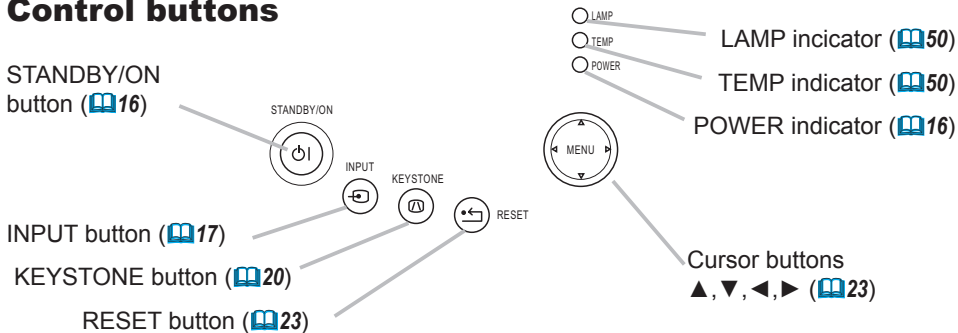 Control buttons
LAMP
TEMP
POWER
LAMP incicator (50)
TEMP indicator (50)
POWER indicator (16)
STANDBY/ON
button (16)
STANDBY/ON
INPUT
KEYSTONE
RESET
MENU
INPUT button (17)
KEYSTONE button (20)
RESET button (23)
Cursor buttons
▲,▼,◄,► (23)